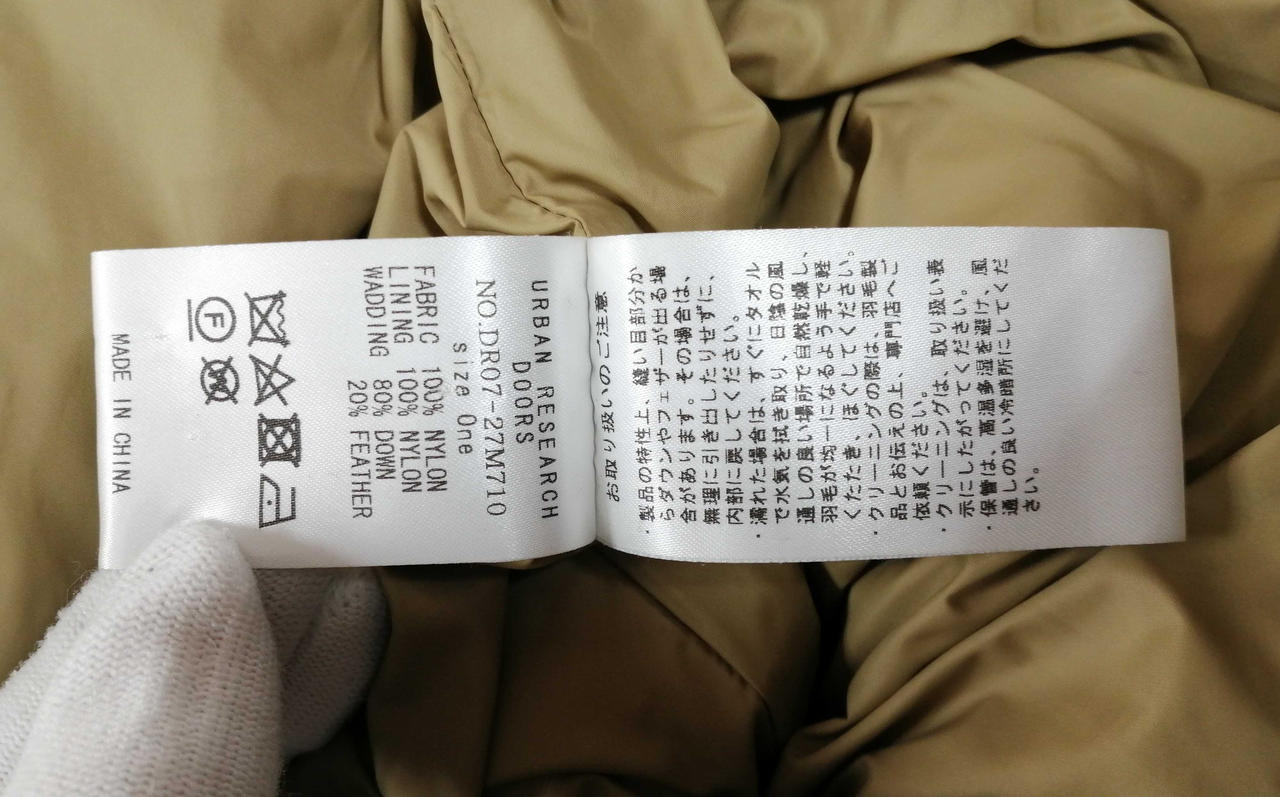 URBAN RESEARCH
DOORS
NO.DR07-27M710
size One
FABRIC 100% NYLON
LINING 100% NYLON
WADDING 80% DOWN
20% FEATHER
F
W
MADE IN CHINA
お取り扱いのご注意
・製品の特性上、縫い目部分か
らダウンやフェザーが出る場
合があります。その場合は、
無理に引き出したりせずに、
内部に戻してください。
・濡れた場合は、すぐにタオル
で水気を拭き取り、日陰の風
通しの良い場所で自然乾燥し、
羽毛が均一になるよう手で軽
くたたき、ほぐしてください。
・クリーニングの際は、羽毛製
品とお伝えの上、専門店へご
依頼ください。
・クリーニングは、取り扱い表
示にしたがってください。
・保管は、高温多湿を避け、風
通しの良い冷暗所にしてくだ
さい。